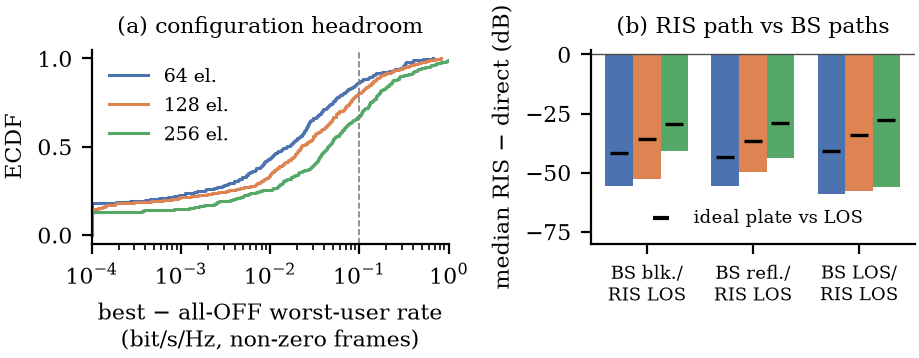 (a) configuration headroom
ECDF
1.0
0.5
0.0
64 el.
128 el.
256 el.
10⁻⁴
10⁻³
10⁻²
10⁻¹
10⁰
best − all-OFF worst-user rate
(bit/s/Hz, non-zero frames)
(b) RIS path vs BS paths
median RIS − direct (dB)
0
−25
−50
−75
ideal plate vs LOS
BS blk./
RIS LOS
BS refl./
RIS LOS
BS LOS/
RIS LOS